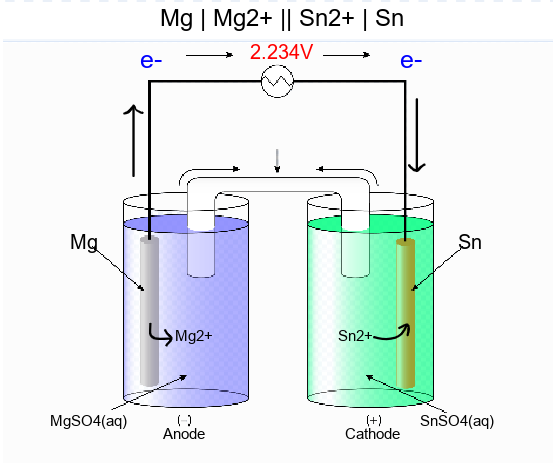 Mg | Mg2+ || Sn2+ | Sn
2.234V
e-
e-
Mg
Sn
Mg2+
Sn2+
MgSO4(aq)
(-)
Anode
(+)
Cathode
SnSO4(aq)